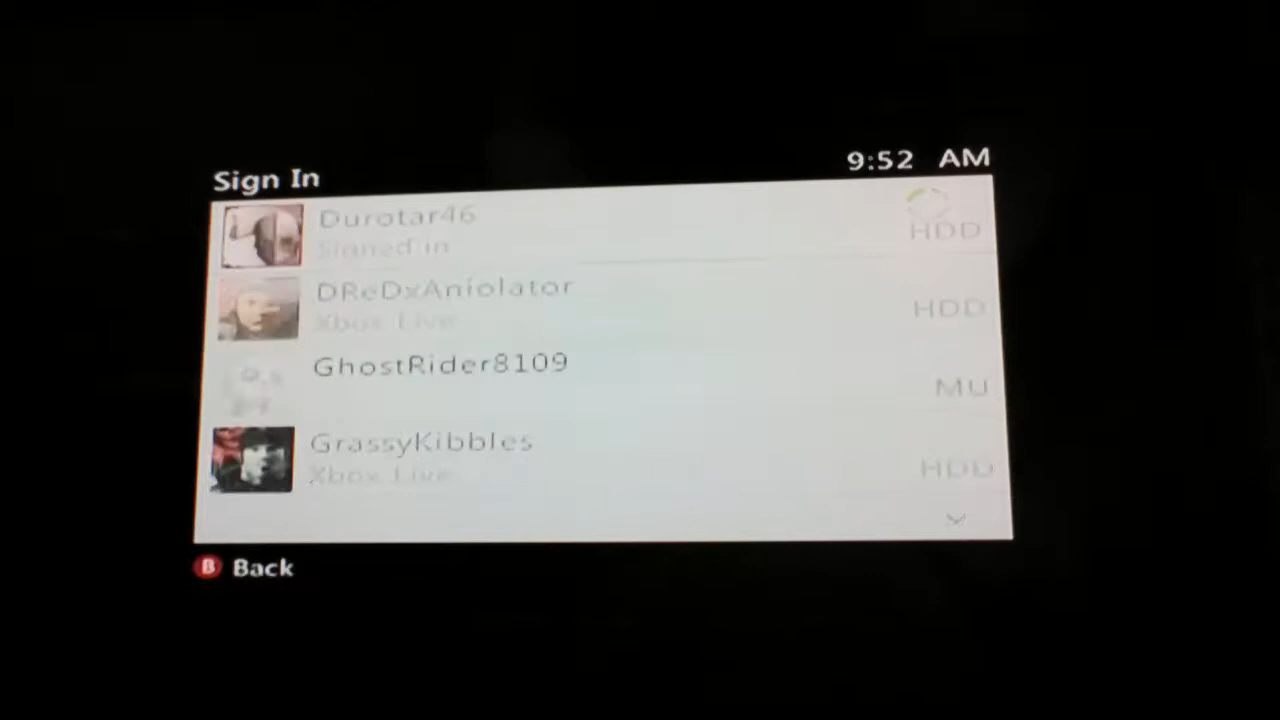 Sign In
9:52 AM
Durotar46
Signed in
HDD
DReDxAniolator
Xbox Live
HDD
GhostRider8109
MU
GrassyKibbles
Xbox Live
HDD
B Back